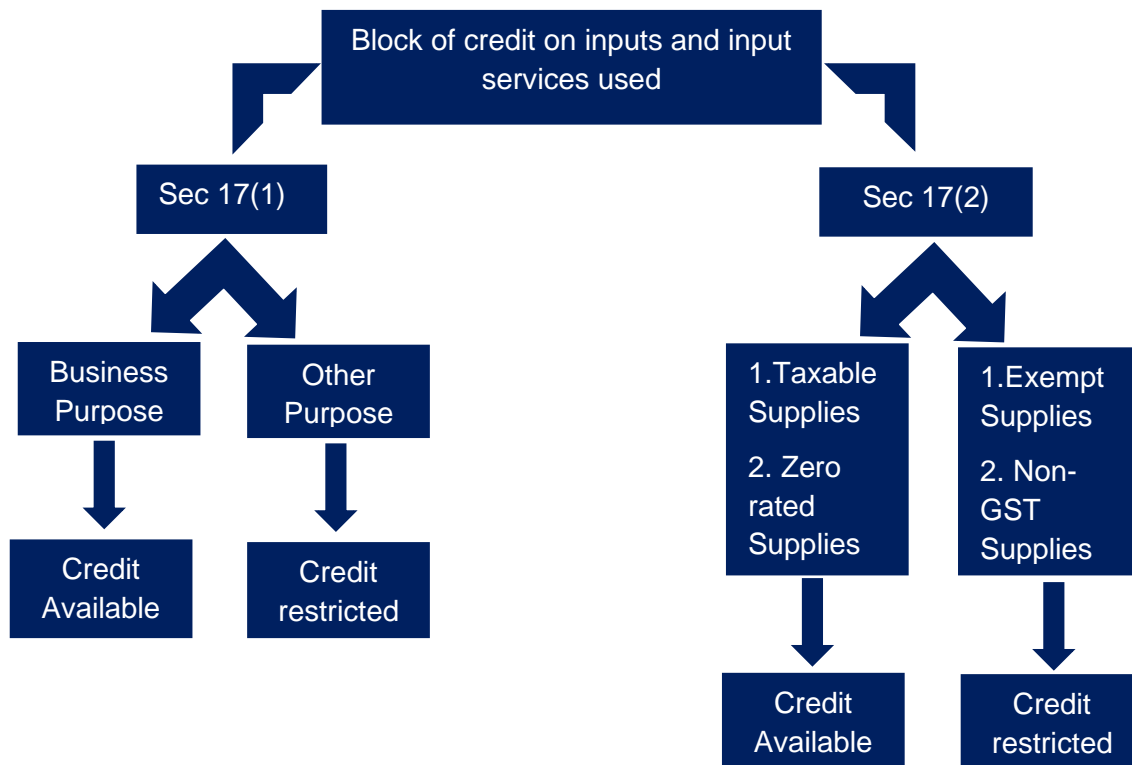 Block of credit on inputs and input
services used
Sec 17(1)
Sec 17(2)
Business
Purpose
Other
Purpose
1.Taxable
Supplies
2. Zero
rated
Supplies
1.Exempt
Supplies
2. Non-
GST
Supplies
Credit
Available
Credit
restricted
Credit
Available
Credit
restricted